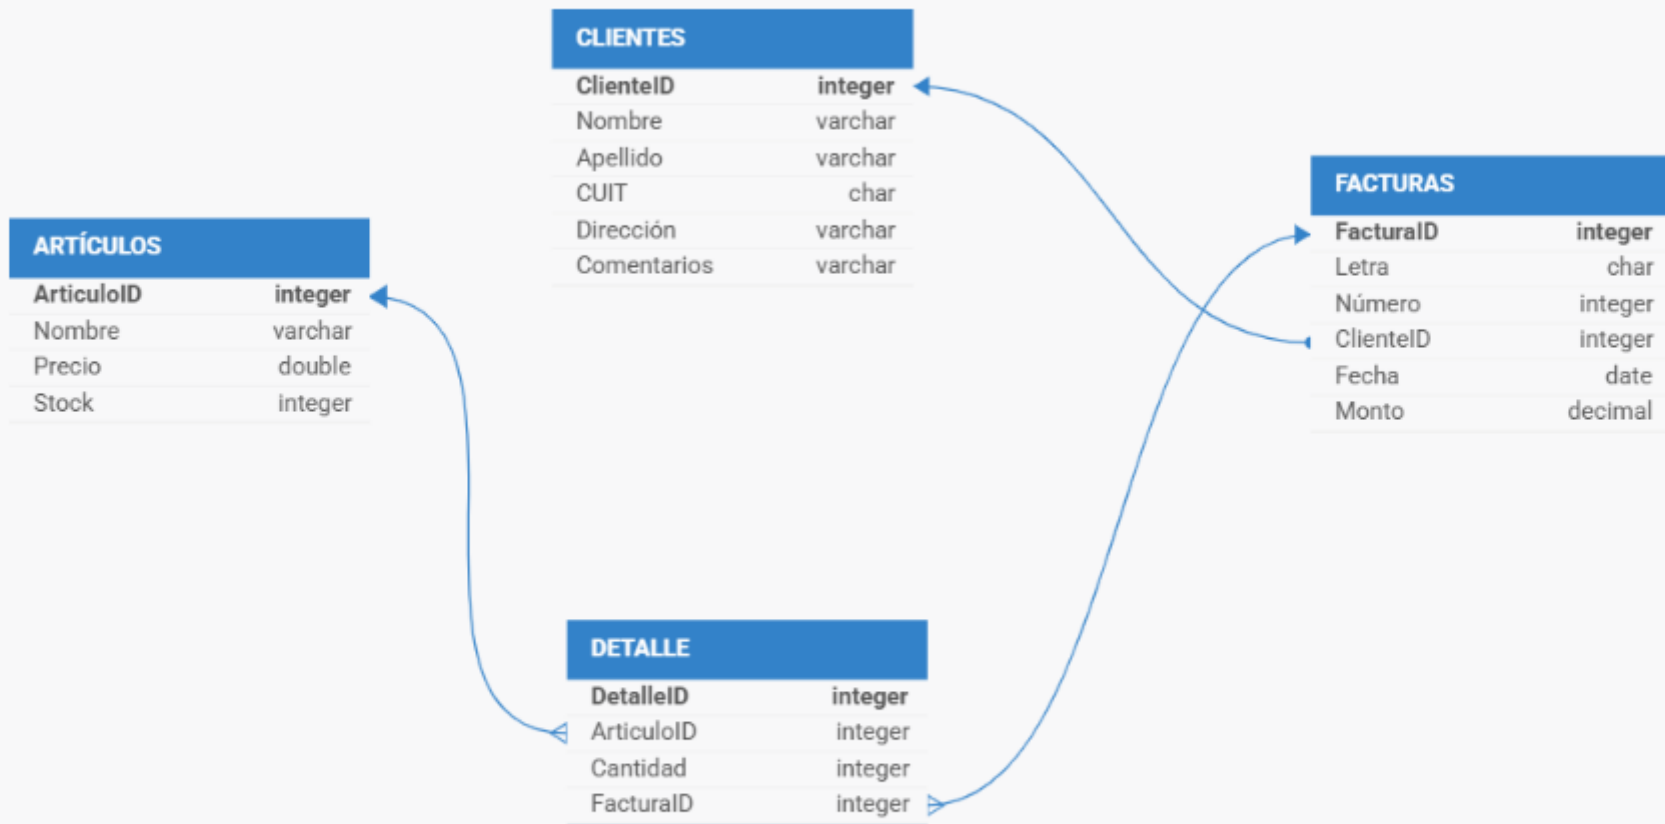 CLIENTES
ClienteID integer
Nombre varchar
Apellido varchar
CUIT char
Dirección varchar
Comentarios varchar
FACTURAS
FacturaID integer
Letra char
Número integer
ClienteID integer
Fecha date
Monto decimal
ARTÍCULOS
ArticuloID integer
Nombre varchar
Precio double
Stock integer
DETALLE
DetalleID integer
ArticuloID integer
Cantidad integer
FacturaID integer